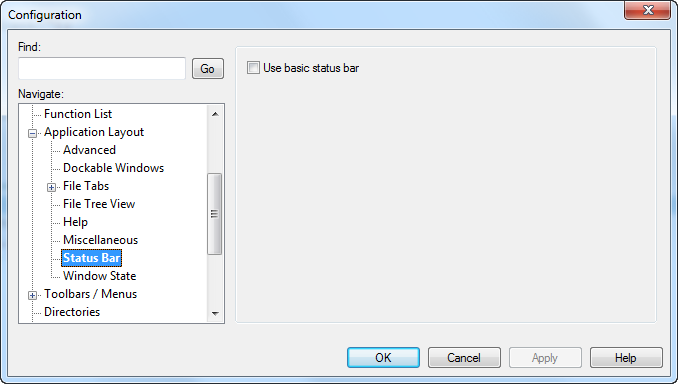 Configuration
Find:
Go
Navigate:
Function List
Application Layout
Advanced
Dockable Windows
File Tabs
File Tree View
Help
Miscellaneous
Status Bar
Window State
Toolbars / Menus
Directories
Use basic status bar
OK
Cancel
Apply
Help